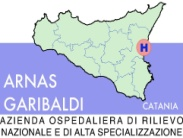 H
ARNAS
GARIBALDI
CATANIA
AZIENDA OSPEDALIERA DI RILIEVO
NAZIONALE E DI ALTA SPECIALIZZAZIONE